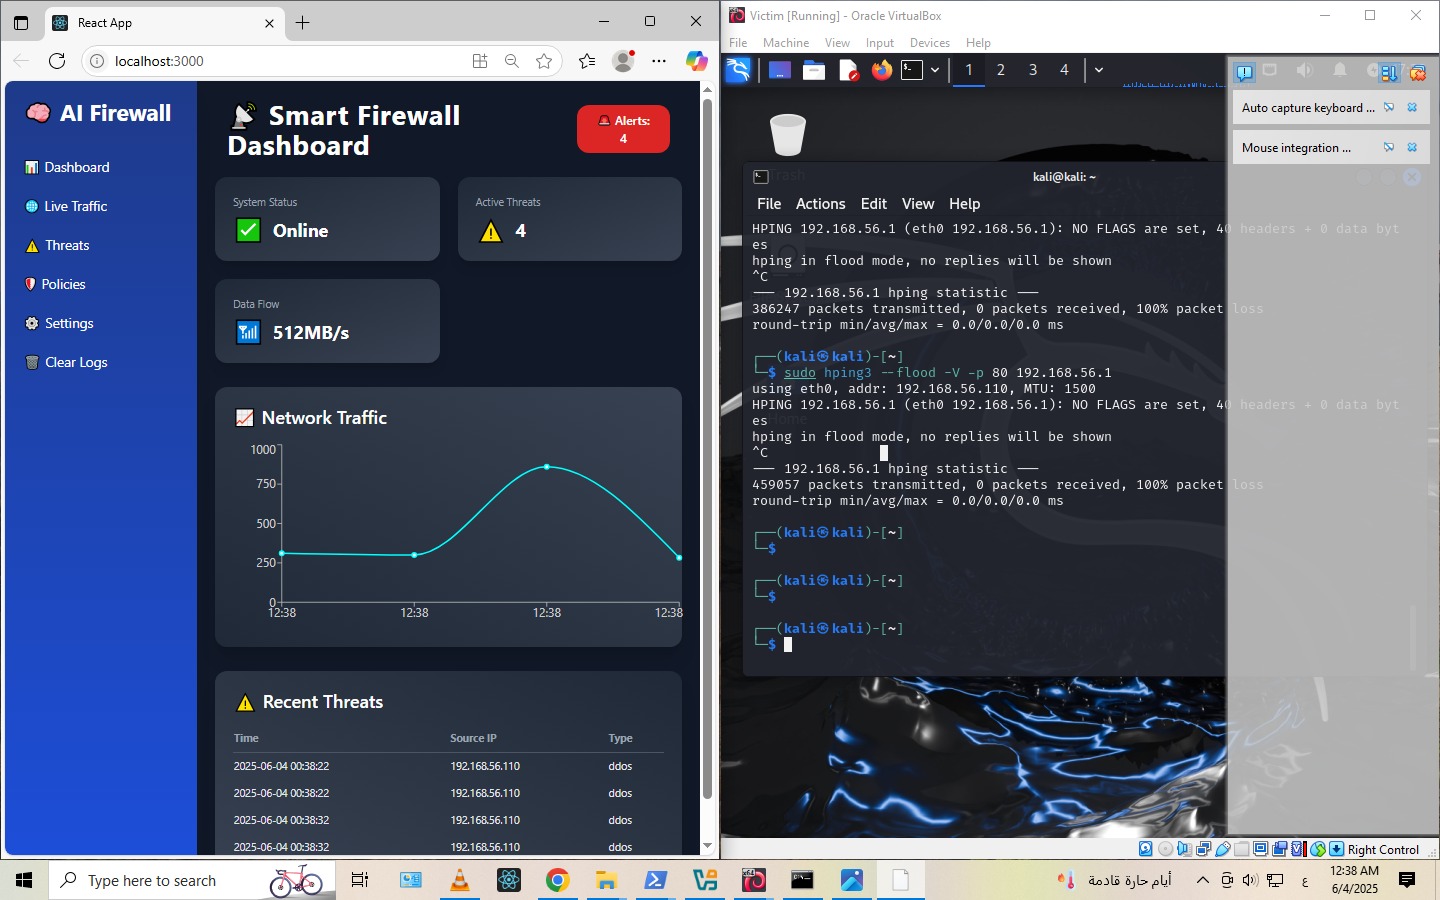 React App
localhost:3000
AI Firewall
Dashboard
Live Traffic
Threats
Policies
Settings
Clear Logs
Smart Firewall
Dashboard
Alerts:
4
System Status
Online
Active Threats
4
Data Flow
512MB/s
Network Traffic
1000
750
500
250
0
12:38
12:38
12:38
12:38
Recent Threats
Time Source IP Type
2025-06-04 00:38:22 192.168.56.110 ddos
2025-06-04 00:38:22 192.168.56.110 ddos
2025-06-04 00:38:32 192.168.56.110 ddos
2025-06-04 00:38:32 192.168.56.110 ddos
Victim [Running] - Oracle VirtualBox
File Machine View Input Devices Help
1 2 3 4
Auto capture keyboard ...
Mouse integration ...
Trash
Home
kali@kali: ~
File Actions Edit View Help
HPING 192.168.56.1 (eth0 192.168.56.1): NO FLAGS are set, 40 headers + 0 data byt
es
hping in flood mode, no replies will be shown
^C
--- 192.168.56.1 hping statistic ---
386247 packets transmitted, 0 packets received, 100% packet loss
round-trip min/avg/max = 0.0/0.0/0.0 ms
(kali㉿kali)-[~]
$ sudo hping3 --flood -V -p 80 192.168.56.1
using eth0, addr: 192.168.56.110, MTU: 1500
HPING 192.168.56.1 (eth0 192.168.56.1): NO FLAGS are set, 40 headers + 0 data byt
es
hping in flood mode, no replies will be shown
^C
--- 192.168.56.1 hping statistic ---
459057 packets transmitted, 0 packets received, 100% packet loss
round-trip min/avg/max = 0.0/0.0/0.0 ms
(kali㉿kali)-[~]
$
(kali㉿kali)-[~]
$
(kali㉿kali)-[~]
$
Right Control
Type here to search
أيام حارة قادمة
ع
12:38 AM
6/4/2025